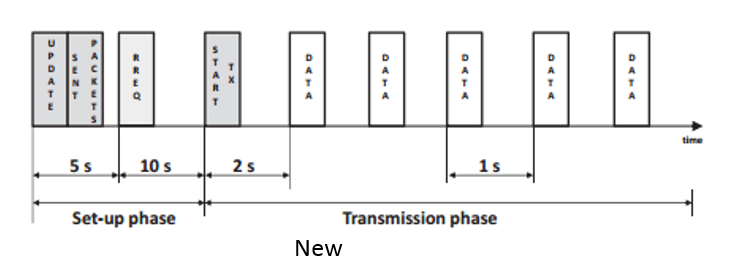 UPDATE
SENT
PACKETS
RREQ
START
TX
DATA
DATA
DATA
DATA
DATA
time
5 s
10 s
2 s
1 s
Set-up phase
Transmission phase
New